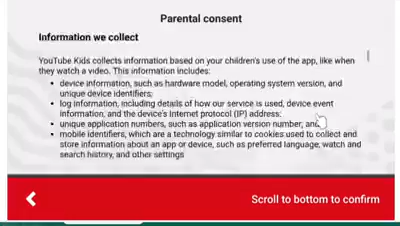 Parental consent
Information we collect
YouTube Kids collects information based on your children's use of the app, like when
they watch a video. This information includes:
• device information, such as hardware model, operating system version, and
unique device identifiers;
• log information, including details of how our service is used, device event
information, and the device's Internet protocol (IP) address;
• unique application numbers, such as application version number; and
• mobile identifiers, which are a technology similar to cookies used to collect and
store information about an app or device, such as preferred language, watch and
search history, and other settings
Scroll to bottom to confirm